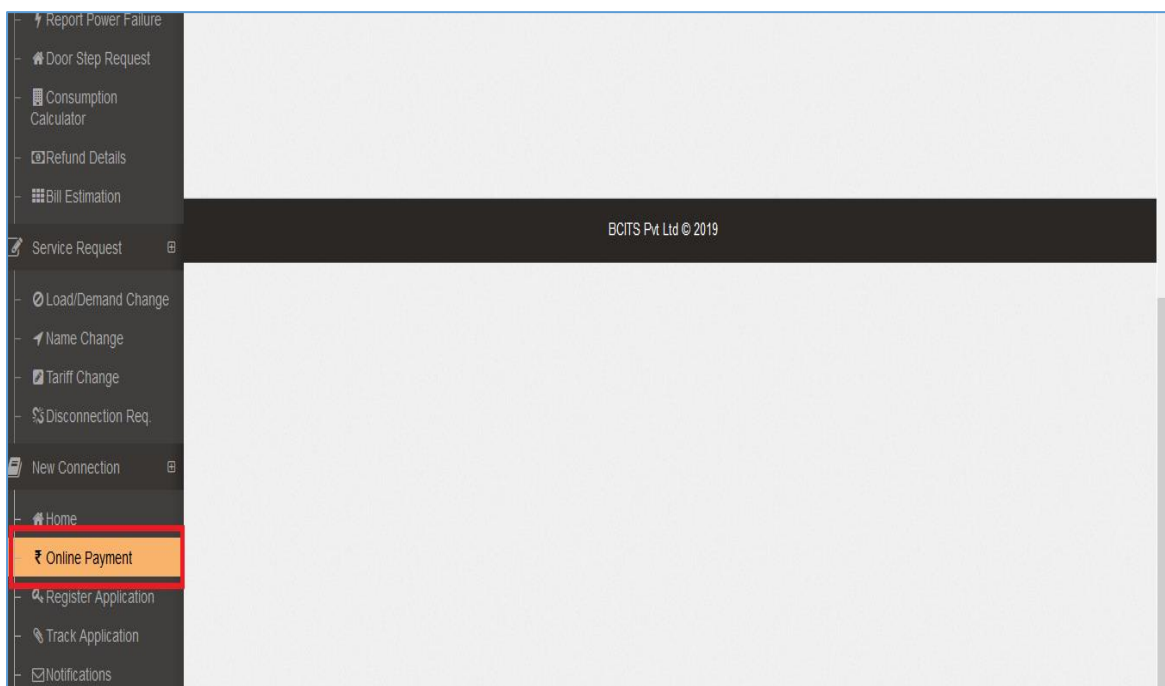 Report Power Failure
Door Step Request
Consumption
Calculator
Refund Details
Bill Estimation
Service Request
Load/Demand Change
Name Change
Tariff Change
Disconnection Req.
New Connection
Home
₹ Online Payment
Register Application
Track Application
Notifications
BCITS Pvt Ltd © 2019